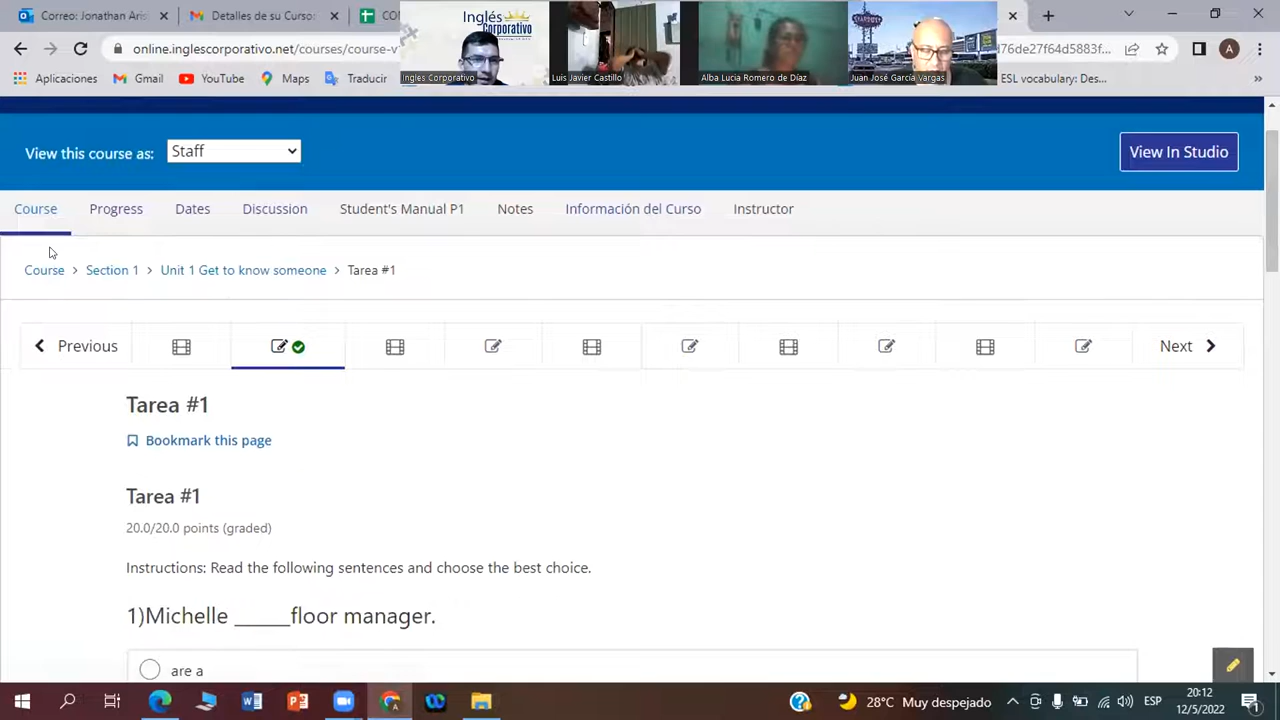 Correo: Jonathan Aris
Detalles de su Curso:
online.inglescorporativo.net/courses/course-v
76de27f64d5883f...
Aplicaciones
Gmail
YouTube
Maps
Traducir
ESL vocabulary: Des...
Inglés
Corporativo
Ingles Corporativo
Luis Javier Castillo
Alba Lucia Romero de Díaz
STARDUST
Juan José García Vargas
A
View this course as:
Staff
View In Studio
Course
Progress
Dates
Discussion
Student's Manual P1
Notes
Información del Curso
Instructor
Course > Section 1 > Unit 1 Get to know someone > Tarea #1
Previous
Next
Tarea #1
Bookmark this page
Tarea #1
20.0/20.0 points (graded)
Instructions: Read the following sentences and choose the best choice.
1)Michelle ______floor manager.
are a
28°C Muy despejado
ESP
20:12
12/5/2022